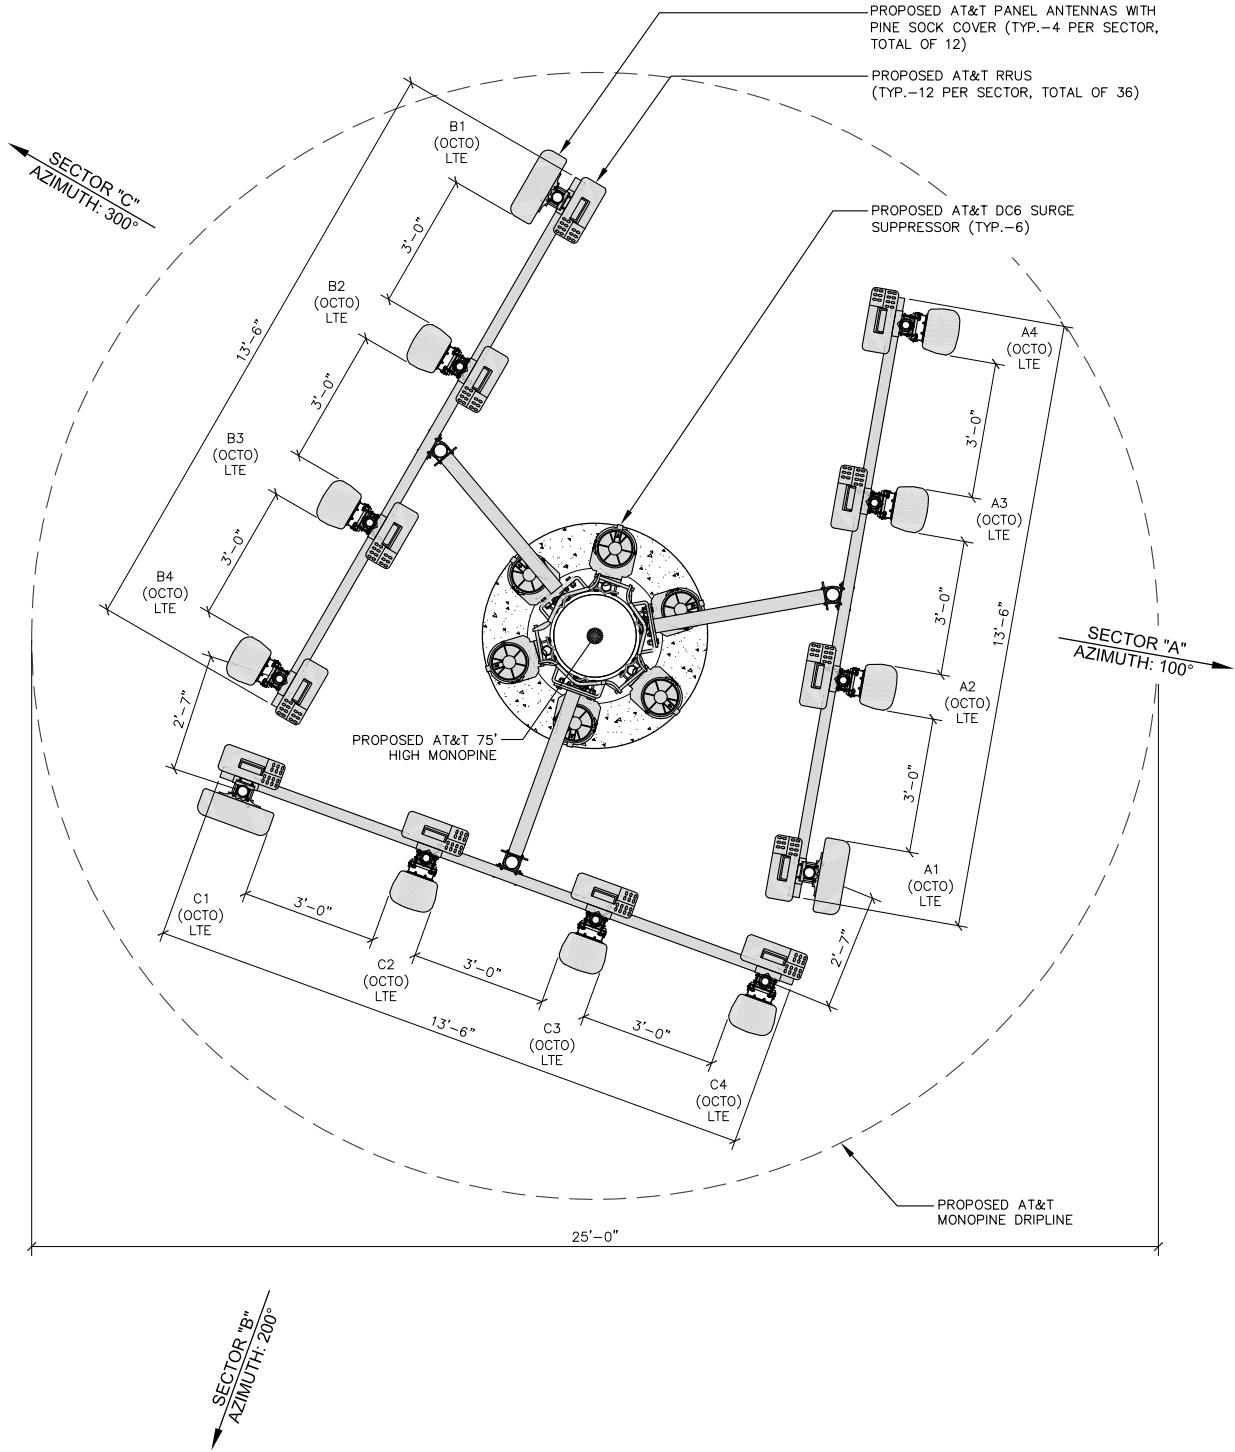 PROPOSED AT&T PANEL ANTENNAS WITH
PINE SOCK COVER (TYP.-4 PER SECTOR,
TOTAL OF 12)
PROPOSED AT&T RRUS
(TYP.-12 PER SECTOR, TOTAL OF 36)
B1
(OCTO)
LTE
SECTOR "C"
AZIMUTH: 300°
PROPOSED AT&T DC6 SURGE
SUPPRESSOR (TYP.-6)
3'-0"
B2
(OCTO)
LTE
13'-6"
A4
(OCTO)
LTE
3'-0"
3'-0"
B3
(OCTO)
LTE
A3
(OCTO)
LTE
3'-0"
B4
(OCTO)
LTE
3'-0"
13'-6"
SECTOR "A"
AZIMUTH: 100°
A2
(OCTO)
LTE
2'-7"
PROPOSED AT&T 75'
HIGH MONOPINE
3'-0"
A1
(OCTO)
LTE
C1
(OCTO)
LTE
3'-0"
2'-7"
C2
(OCTO)
LTE
3'-0"
13'-6"
C3
(OCTO)
LTE
3'-0"
C4
(OCTO)
LTE
PROPOSED AT&T
MONOPINE DRIPLINE
25'-0"
SECTOR "B"
AZIMUTH: 200°